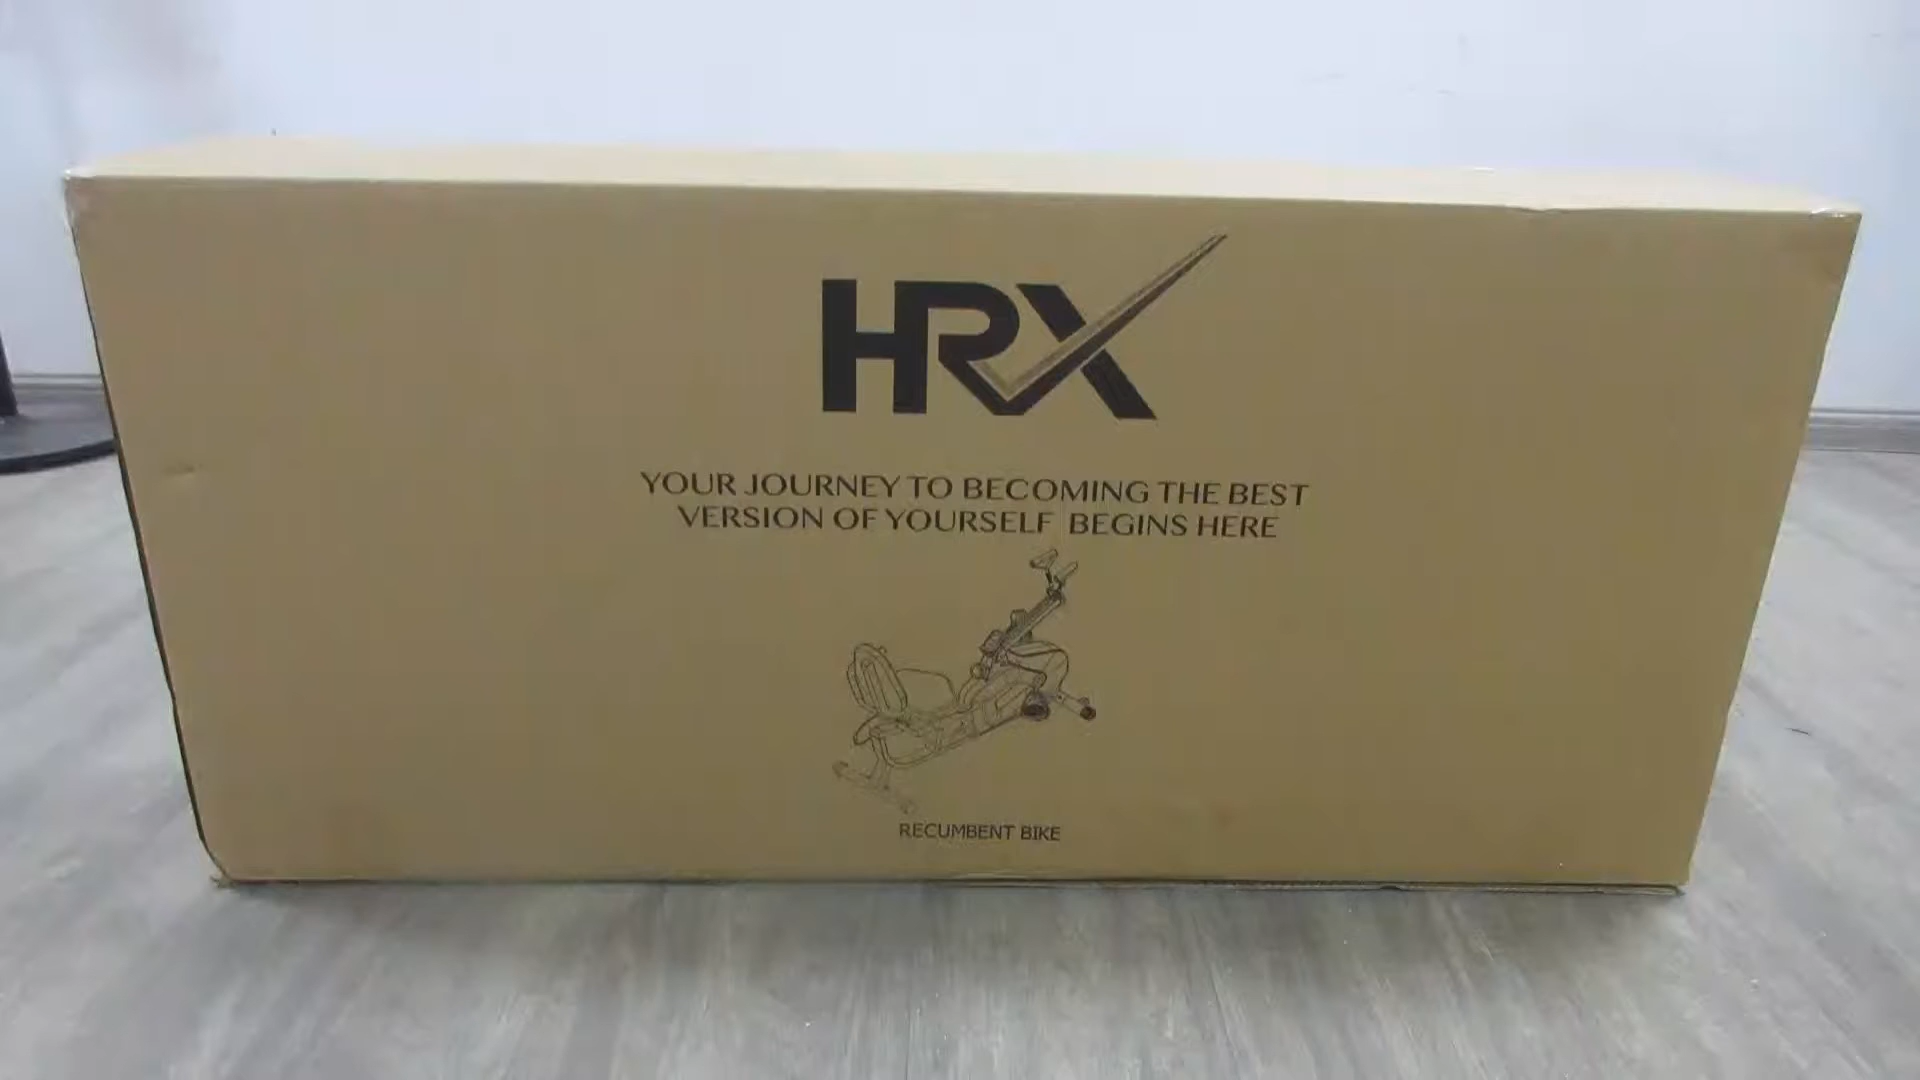 HRX
YOUR JOURNEY TO BECOMING THE BEST
VERSION OF YOURSELF BEGINS HERE
RECUMBENT BIKE